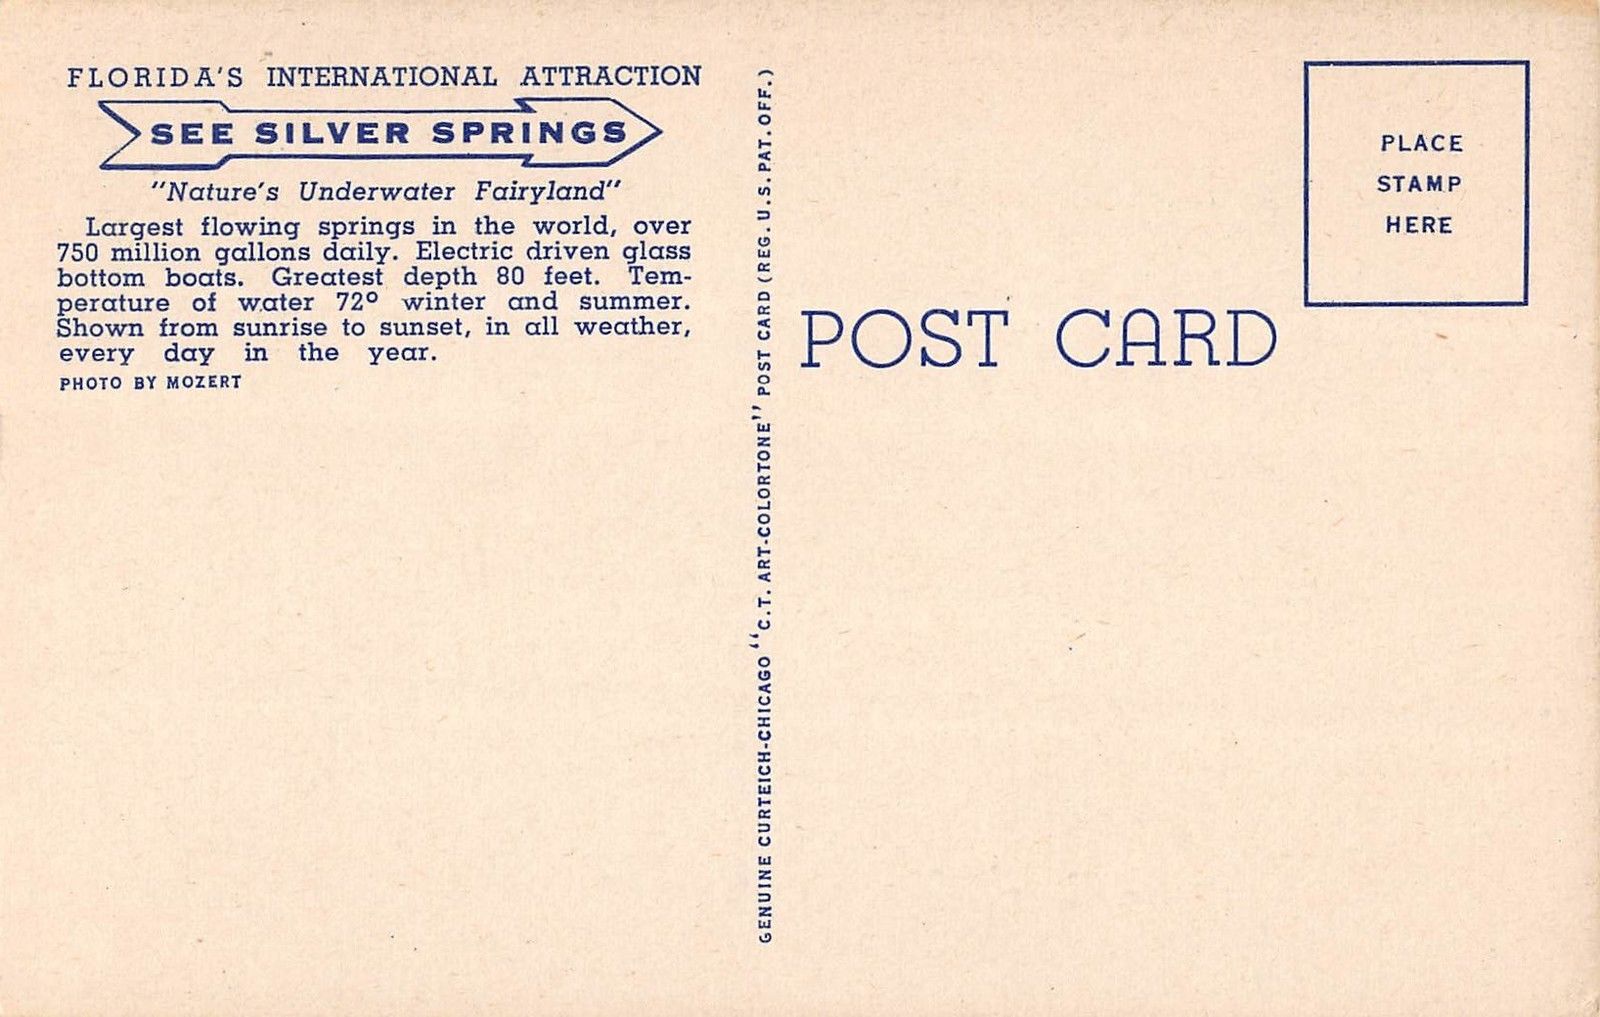 FLORIDA'S INTERNATIONAL ATTRACTION
SEE SILVER SPRINGS
"Nature's Underwater Fairyland"
Largest flowing springs in the world, over
750 million gallons daily. Electric driven glass
bottom boats. Greatest depth 80 feet. Tem-
perature of water 72° winter and summer.
Shown from sunrise to sunset, in all weather,
every day in the year.
PHOTO BY MOZERT
GENUINE CURTEICH-CHICAGO "C.T. ART-COLORTONE" POST CARD (REG. U.S. PAT. OFF.)
POST CARD
PLACE
STAMP
HERE